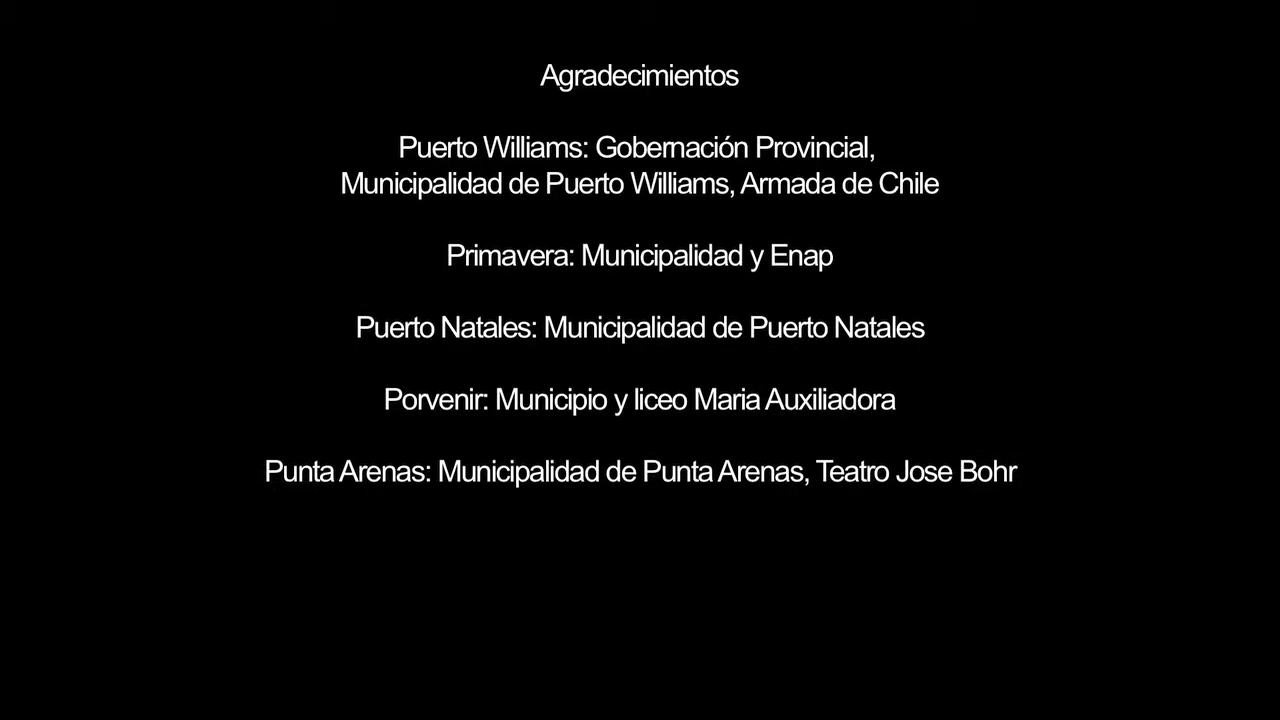 Agradecimientos
Puerto Williams: Gobernación Provincial,
Municipalidad de Puerto Williams, Armada de Chile
Primavera: Municipalidad y Enap
Puerto Natales: Municipalidad de Puerto Natales
Porvenir: Municipio y liceo Maria Auxiliadora
Punta Arenas: Municipalidad de Punta Arenas, Teatro Jose Bohr